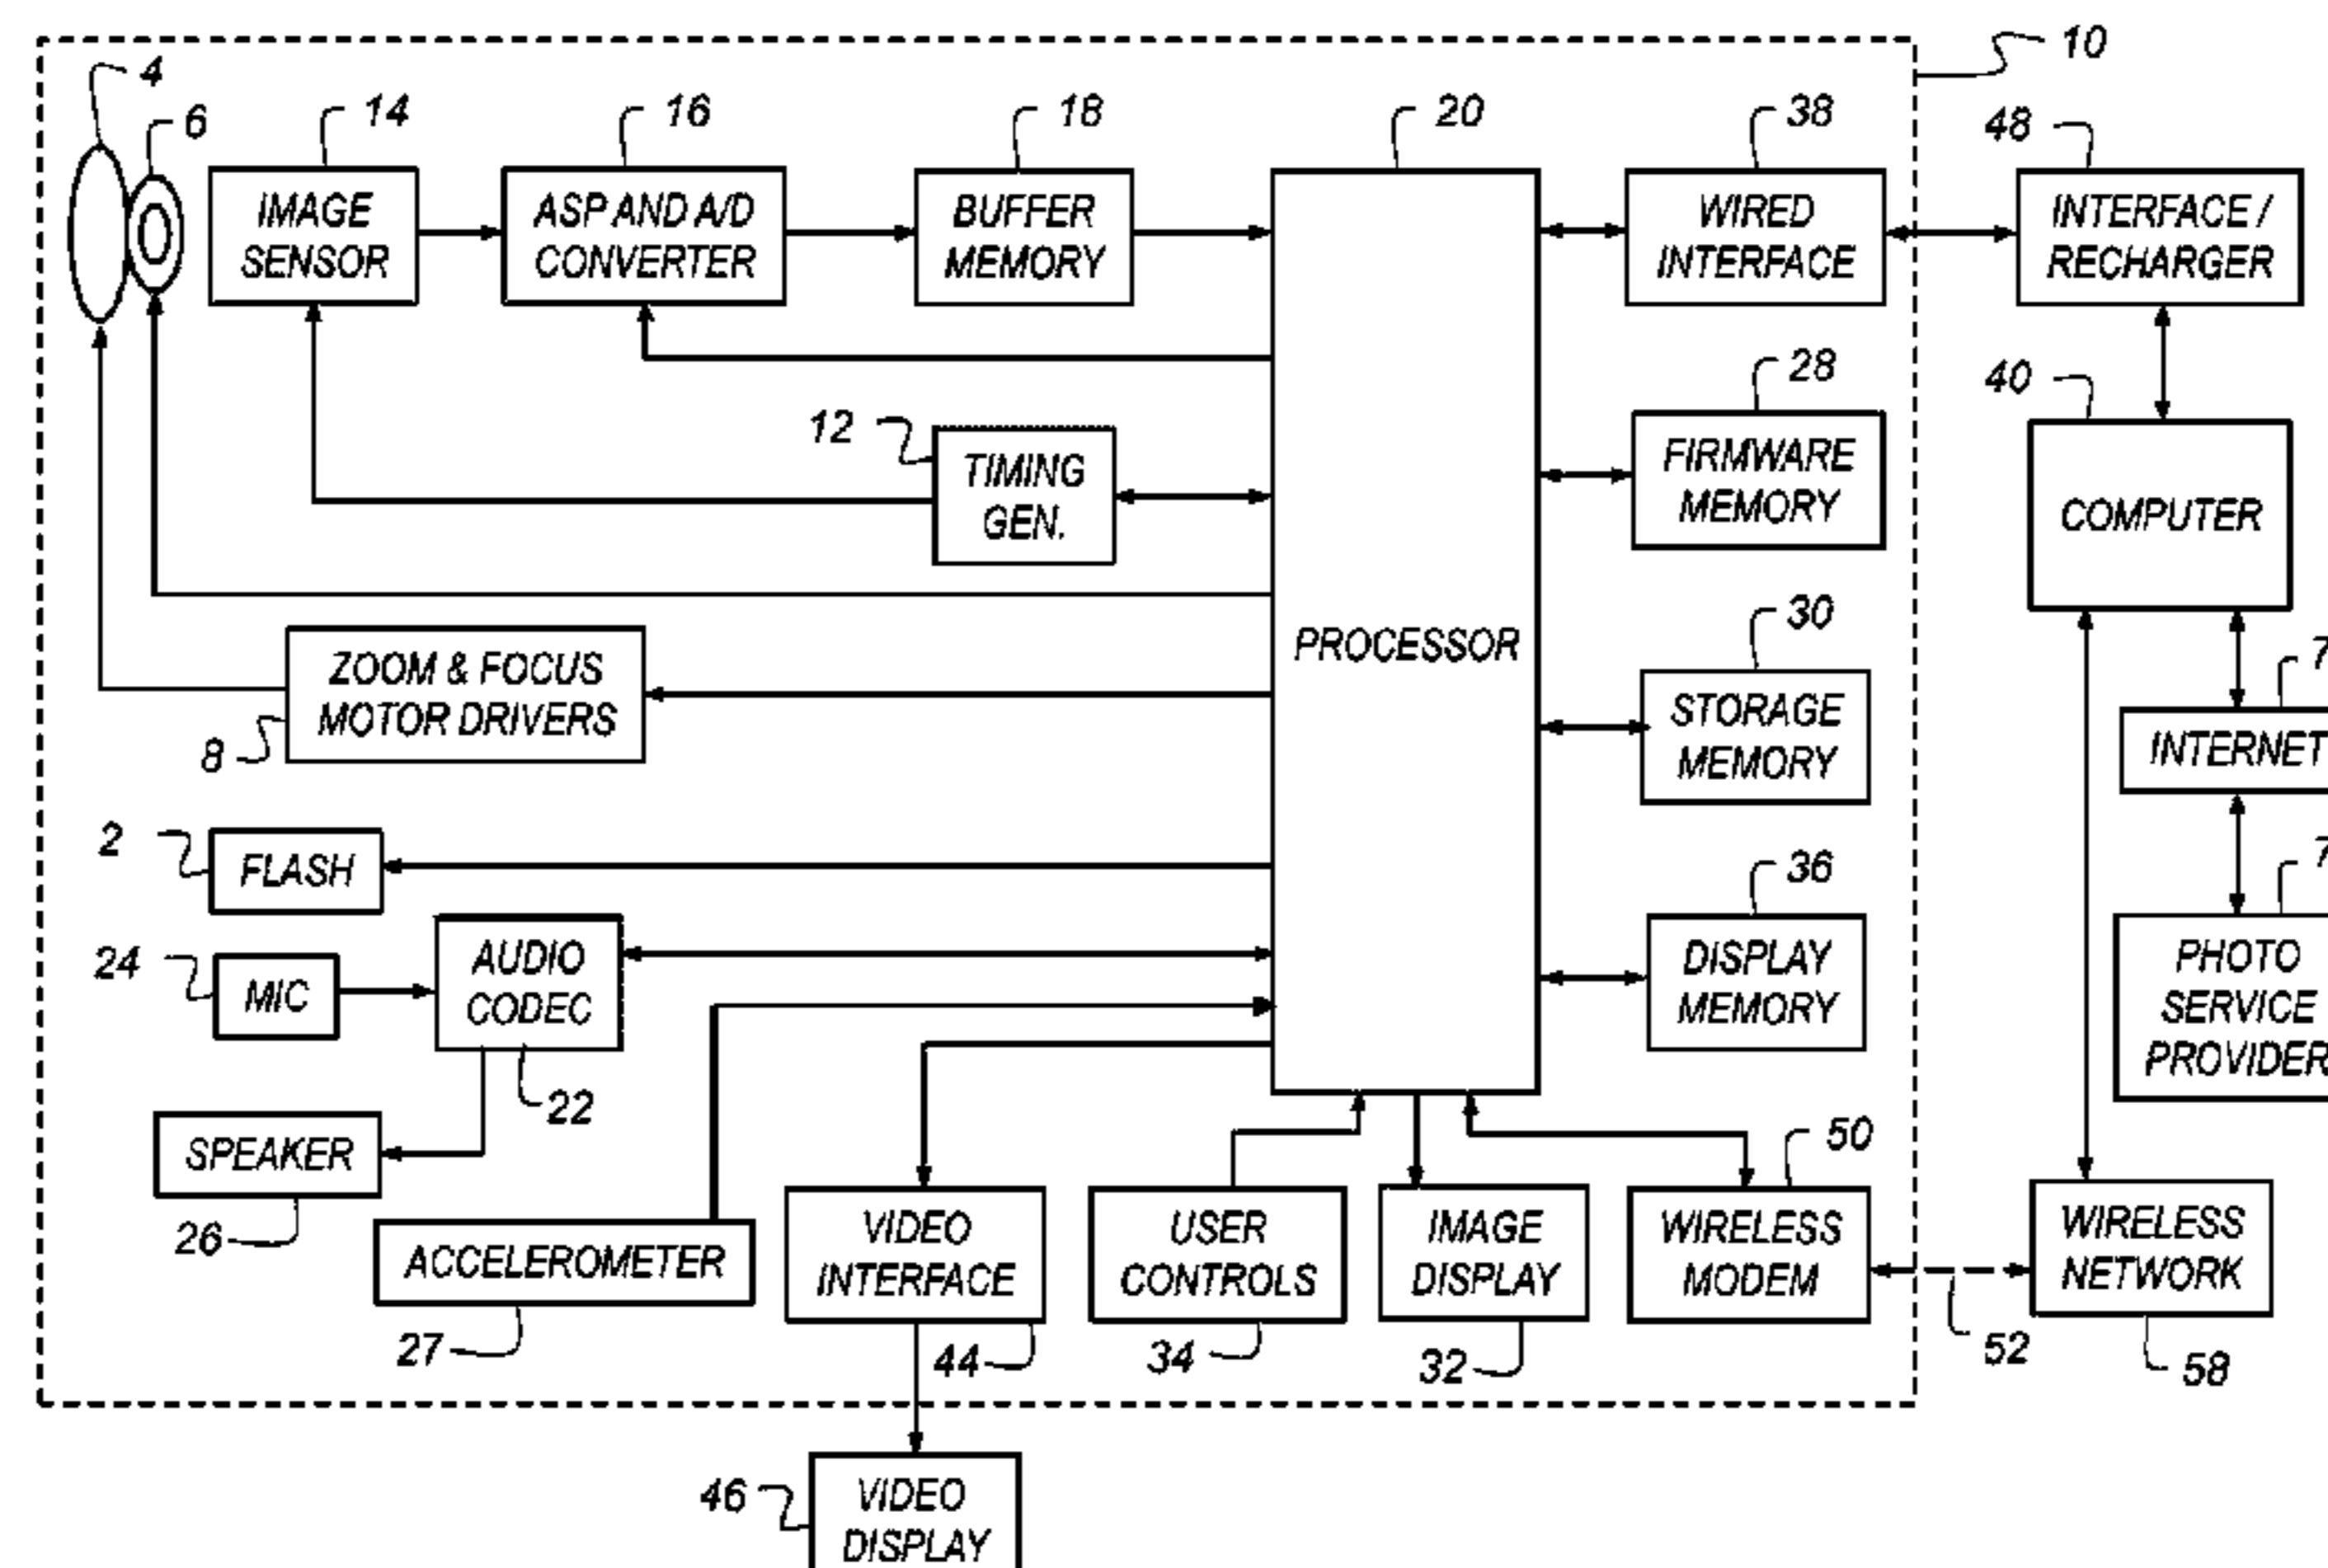 10
4
6
14
16
18
20
38
48
IMAGE
SENSOR
ASP AND A/D
CONVERTER
BUFFER
MEMORY
WIRED
INTERFACE
INTERFACE /
RECHARGER
12
TIMING
GEN.
28
FIRMWARE
MEMORY
40
COMPUTER
PROCESSOR
ZOOM & FOCUS
MOTOR DRIVERS
8
30
STORAGE
MEMORY
7
INTERNET
2
FLASH
24
MIC
AUDIO
CODEC
22
36
DISPLAY
MEMORY
7
PHOTO
SERVICE
PROVIDER
SPEAKER
26
ACCELEROMETER
27
VIDEO
INTERFACE
44
USER
CONTROLS
34
IMAGE
DISPLAY
32
50
WIRELESS
MODEM
52
WIRELESS
NETWORK
58
46
VIDEO
DISPLAY